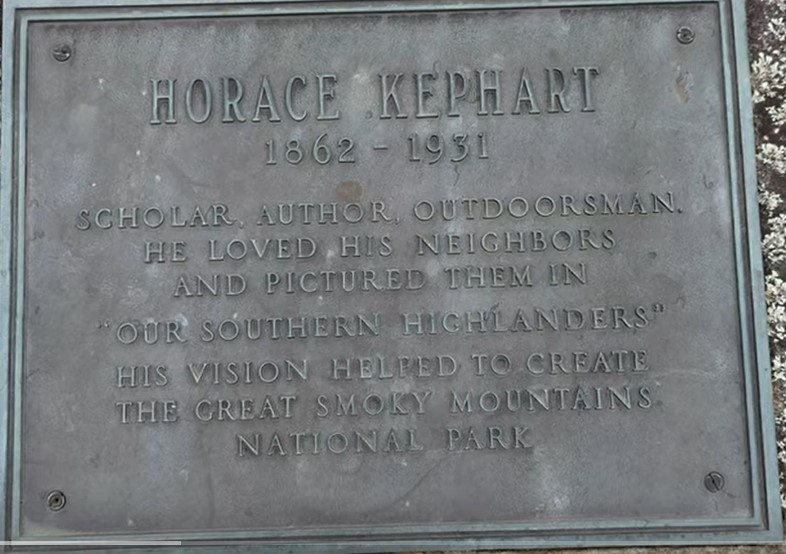 HORACE KEPHART
1862 - 1931
SCHOLAR, AUTHOR, OUTDOORSMAN.
HE LOVED HIS NEIGHBORS
AND PICTURED THEM IN
"OUR SOUTHERN HIGHLANDERS"
HIS VISION HELPED TO CREATE
THE GREAT SMOKY MOUNTAINS
NATIONAL PARK